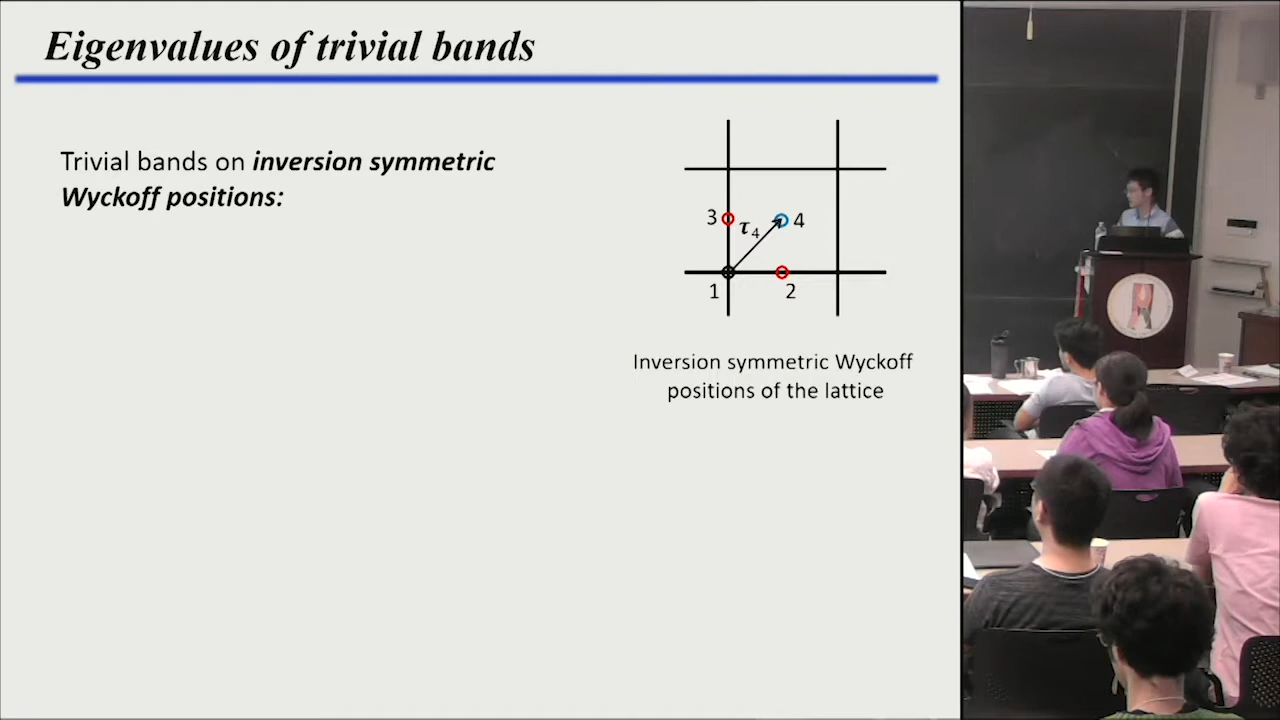 Eigenvalues of trivial bands
Trivial bands on inversion symmetric
Wyckoff positions:
3
τ4
4
1
2
Inversion symmetric Wyckoff
positions of the lattice